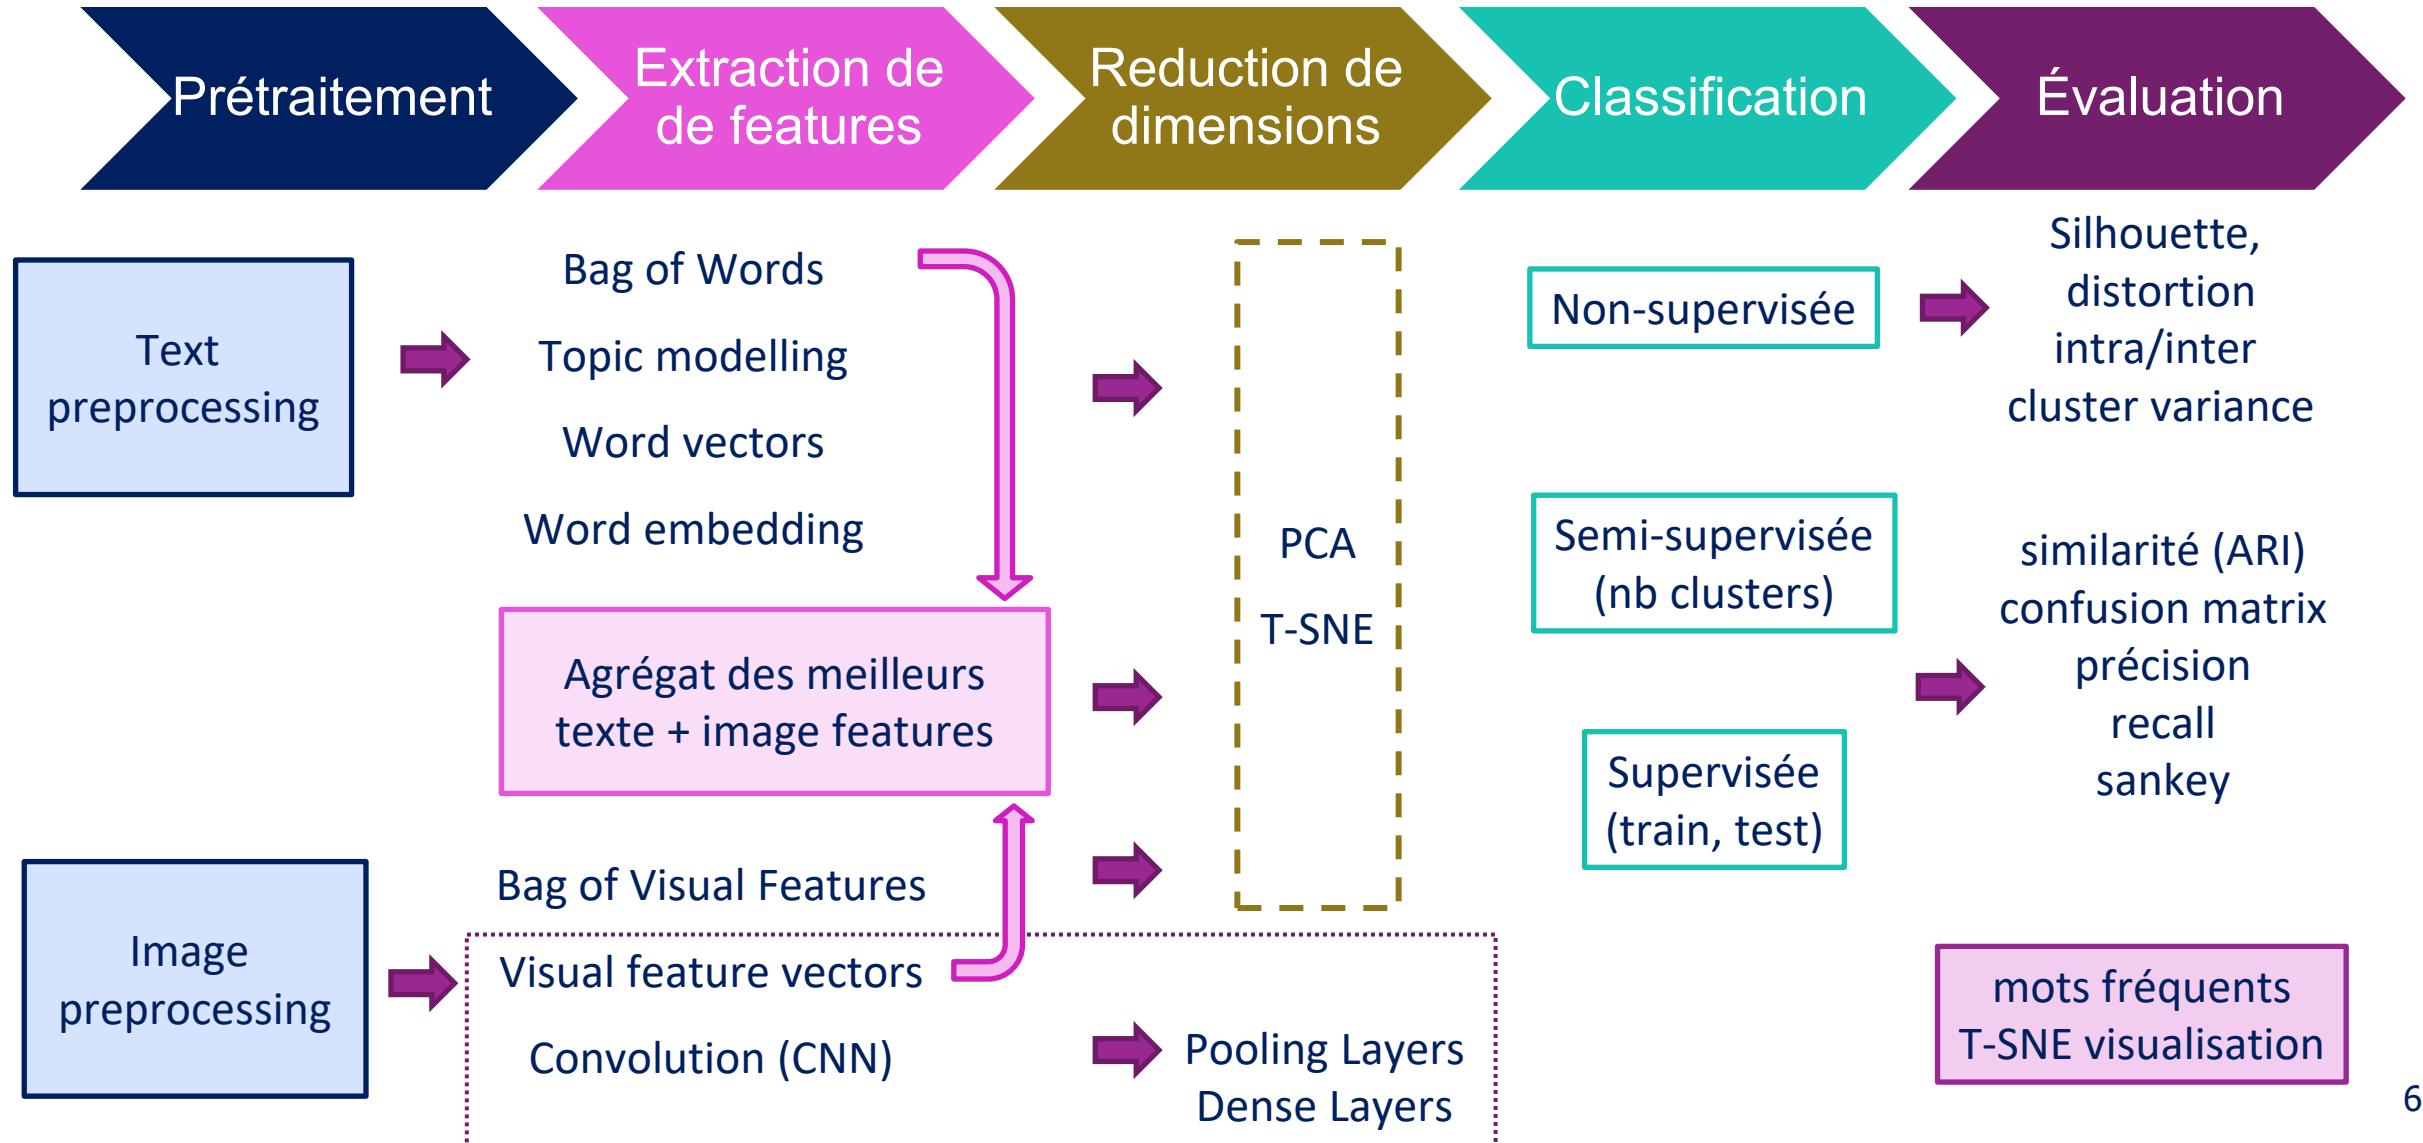 Prétraitement
Extraction de
de features
Reduction de
dimensions
Classification
Évaluation
Text
preprocessing
Bag of Words
Topic modelling
Word vectors
Word embedding
Agrégat des meilleurs
texte + image features
Image
preprocessing
Bag of Visual Features
Visual feature vectors
Convolution (CNN)
PCA
T-SNE
Pooling Layers
Dense Layers
Non-supervisée
Semi-supervisée
(nb clusters)
Supervisée
(train, test)
Silhouette,
distortion
intra/inter
cluster variance
similarité (ARI)
confusion matrix
précision
recall
sankey
mots fréquents
T-SNE visualisation
6